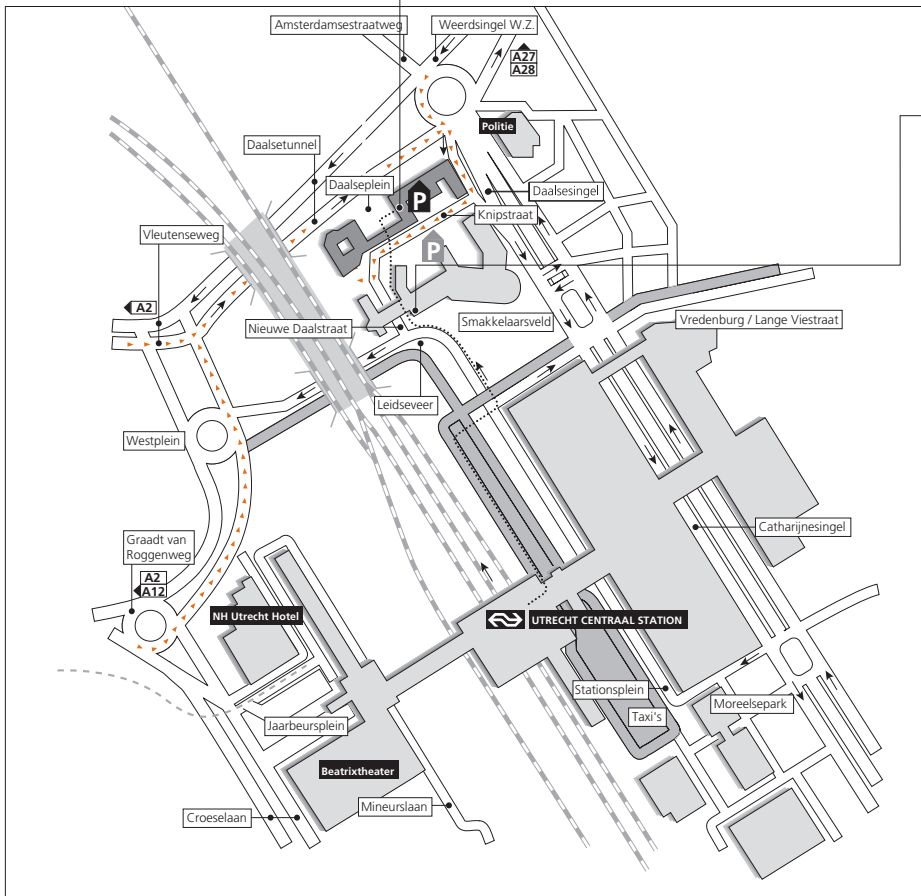 Amsterdamsestraatweg
Weerdsingel W.Z.
A27
A28
Politie
Daalsetunnel
Daalseplein
P
Daalsesingel
Knipstraat
Vleutenseweg
P
A2
Nieuwe Daalstraat
Smakkelaarsveld
Vredenburg / Lange Viestraat
Leidseveer
Westplein
Catharijnesingel
Graadt van
Roggenweg
A2
A12
NH Utrecht Hotel
UTRECHT CENTRAAL STATION
Stationsplein
Moreelsepark
Taxi's
Jaarbeursplein
Beatrixtheater
Mineurslaan
Croeselaan